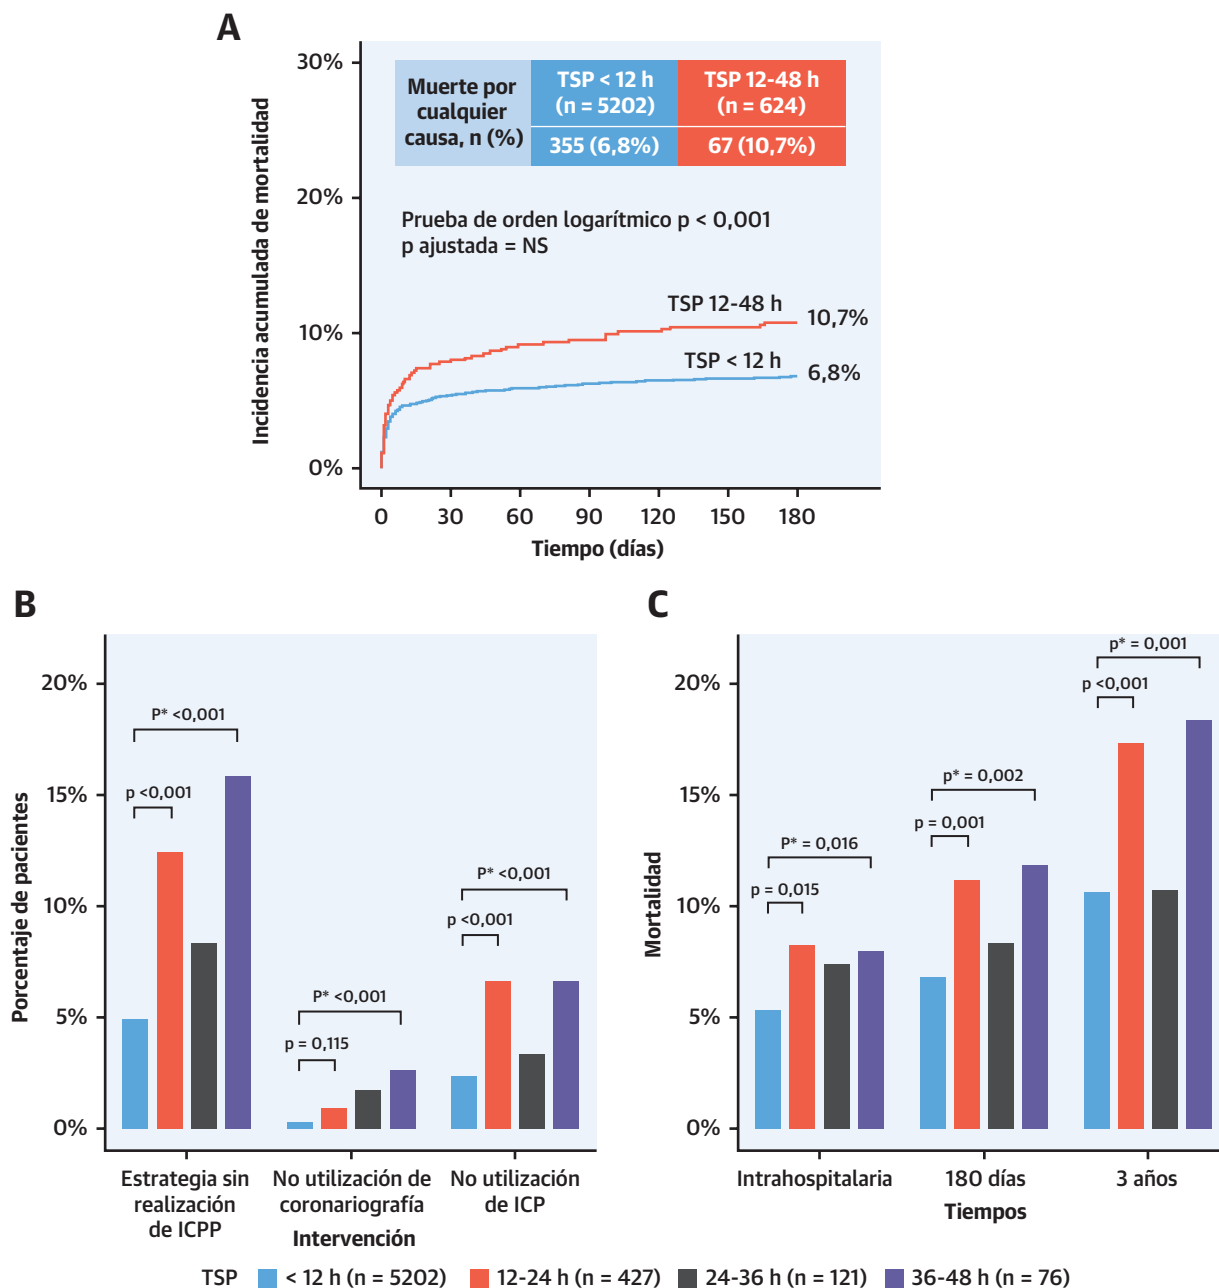 A
30%
20%
10%
0%
Incidencia acumulada de mortalidad
Muerte por
cualquier
causa, n (%)
TSP < 12 h
(n = 5202)
TSP 12-48 h
(n = 624)
355 (6,8%)
67 (10,7%)
Prueba de orden logarítmico p < 0,001
p ajustada = NS
TSP 12-48 h
10,7%
TSP < 12 h
6,8%
0 30 60 90 120 150 180
Tiempo (días)
B
20%
15%
10%
5%
0%
Porcentaje de pacientes
P* <0,001
p <0,001
P* <0,001
p = 0,115
P* <0,001
p <0,001
Estrategia sin
realización
de ICPP
No utilización de
coronariografía
No utilización
de ICP
Intervención
C
20%
15%
10%
5%
0%
Mortalidad
P* = 0,016
p = 0,015
p* = 0,002
p = 0,001
p* = 0,001
p <0,001
Intrahospitalaria
180 días
3 años
Tiempos
TSP < 12 h (n = 5202) 12-24 h (n = 427) 24-36 h (n = 121) 36-48 h (n = 76)